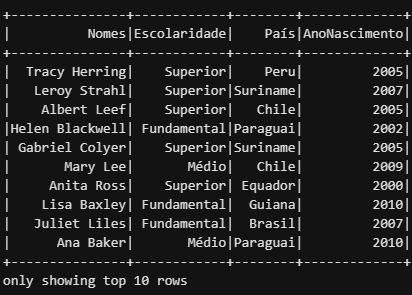 +---------------+------------+--------+-------------+
|          Nomes|Escolaridade|    País|AnoNascimento|
+---------------+------------+--------+-------------+
|  Tracy Herring|    Superior|    Peru|         2005|
|   Leroy Strahl|    Superior|Suriname|         2007|
|    Albert Leef|    Superior|   Chile|         2005|
|Helen Blackwell| Fundamental|Paraguai|         2002|
| Gabriel Colyer|    Superior|Suriname|         2005|
|       Mary Lee|       Médio|   Chile|         2009|
|     Anita Ross|    Superior| Equador|         2000|
|    Lisa Baxley| Fundamental|  Guiana|         2010|
|   Juliet Liles| Fundamental|  Brasil|         2007|
|      Ana Baker|       Médio|Paraguai|         2010|
+---------------+------------+--------+-------------+
only showing top 10 rows